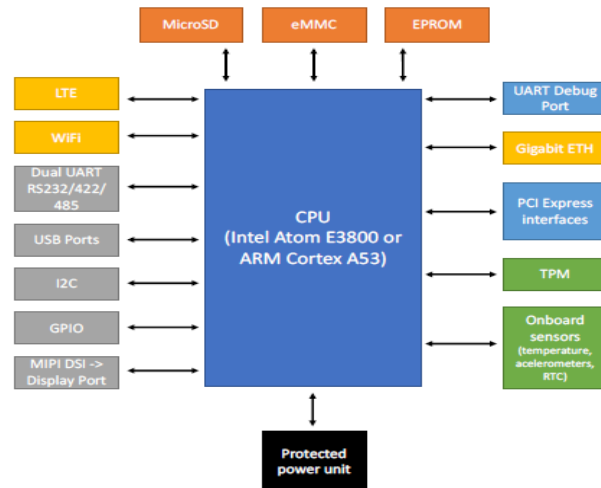 MicroSD
eMMC
EPROM
LTE
WiFi
Dual UART
RS232/422/
485
USB Ports
I2C
GPIO
MIPI DSI ->
Display Port
CPU
(Intel Atom E3800 or
ARM Cortex A53)
UART Debug
Port
Gigabit ETH
PCI Express
interfaces
TPM
Onboard
sensors
(temperature,
acelerometers,
RTC)
Protected
power unit